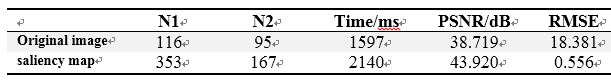 N1 N2 Time/ms PSNR/dB RMSE
Original image 116 95 1597 38.719 18.381
saliency map 353 167 2140 43.920 0.556